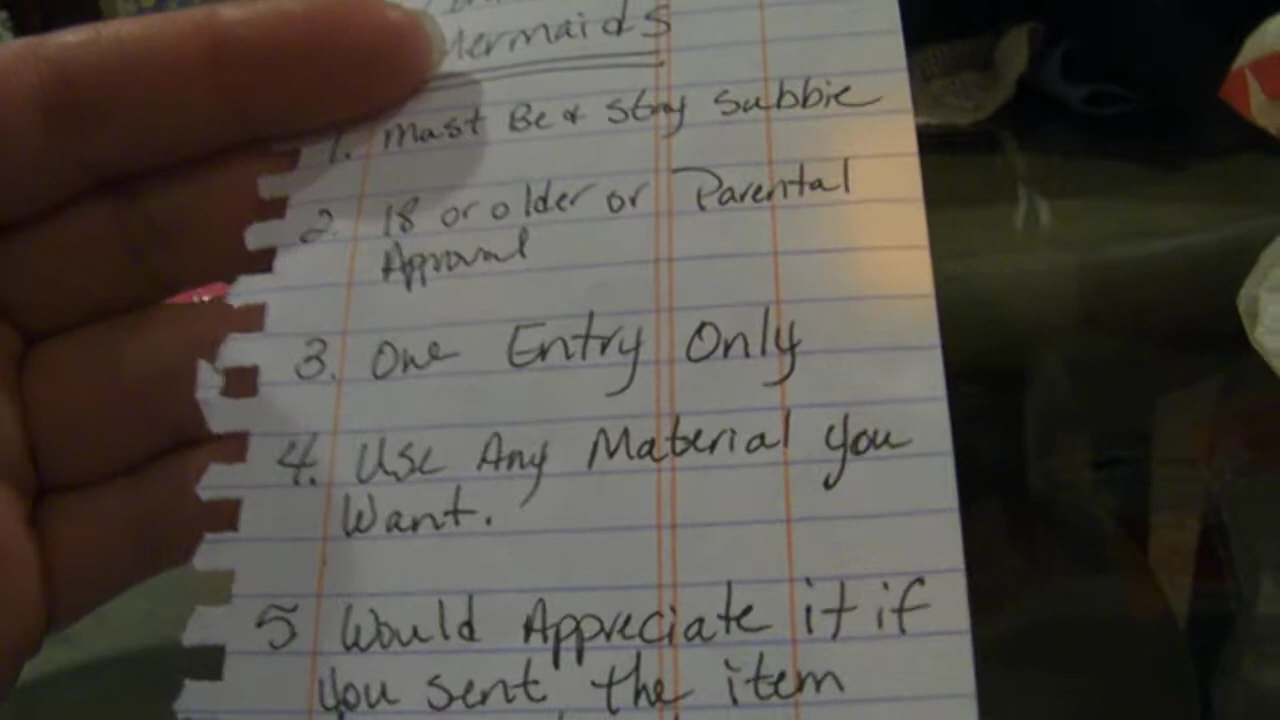 Mermaids
1. Must Be & Stay Subbie
2. 18 or older or Parental
Approval
3. One Entry Only
4. Use Any Material you
Want.
5 Would Appreciate it if
you sent the item